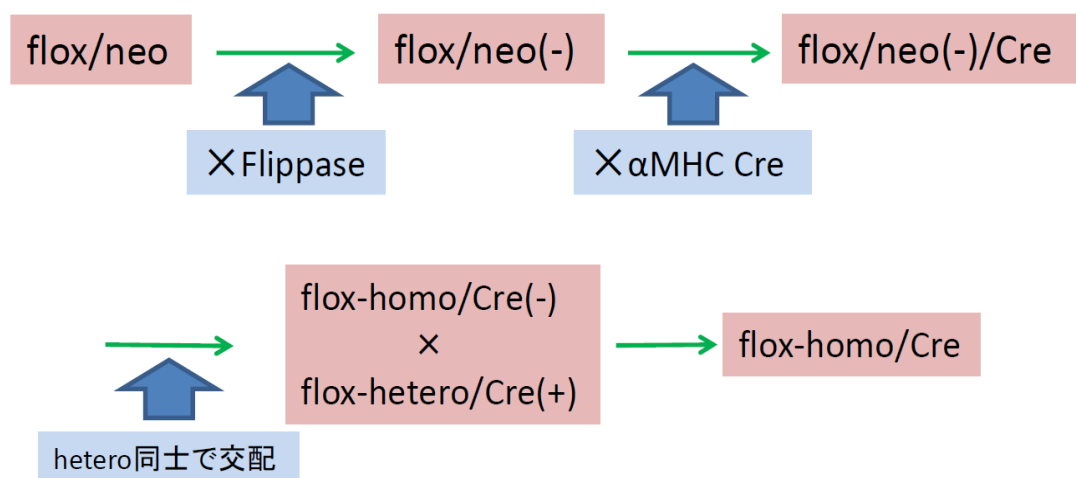 flox/neo
flox/neo(-)
flox/neo(-)/Cre
×Flippase
×αMHC Cre
flox-homo/Cre(-)
×
flox-hetero/Cre(+)
flox-homo/Cre
hetero同士で交配